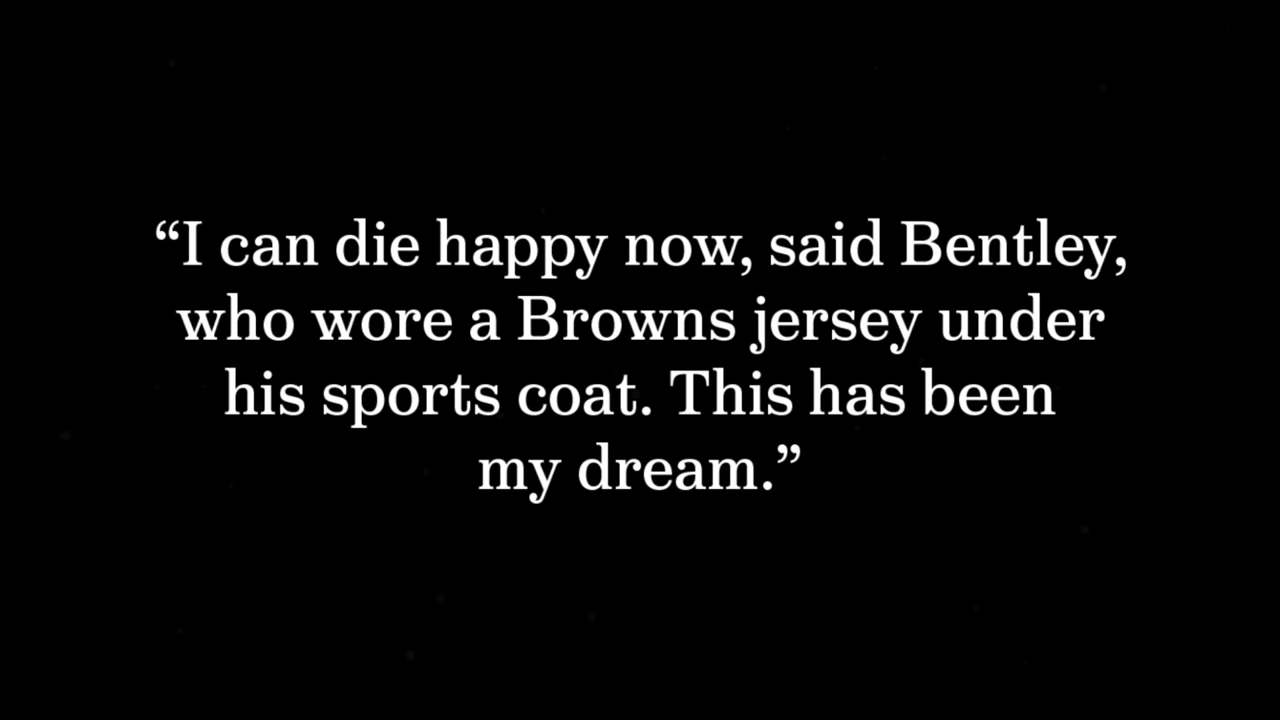 “I can die happy now, said Bentley,
who wore a Browns jersey under
his sports coat. This has been
my dream.”